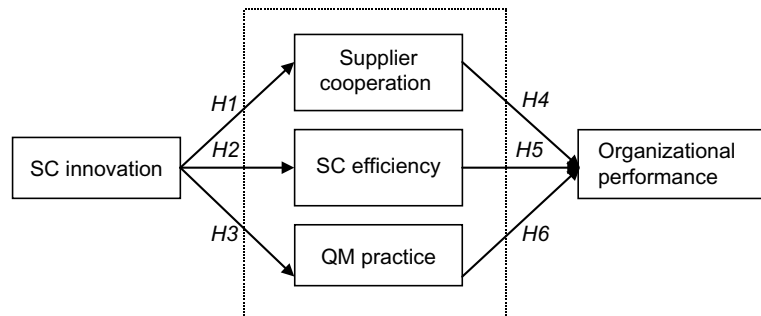 Supplier
cooperation
H1
H4
SC innovation
H2
SC efficiency
H5
Organizational
performance
H3
QM practice
H6